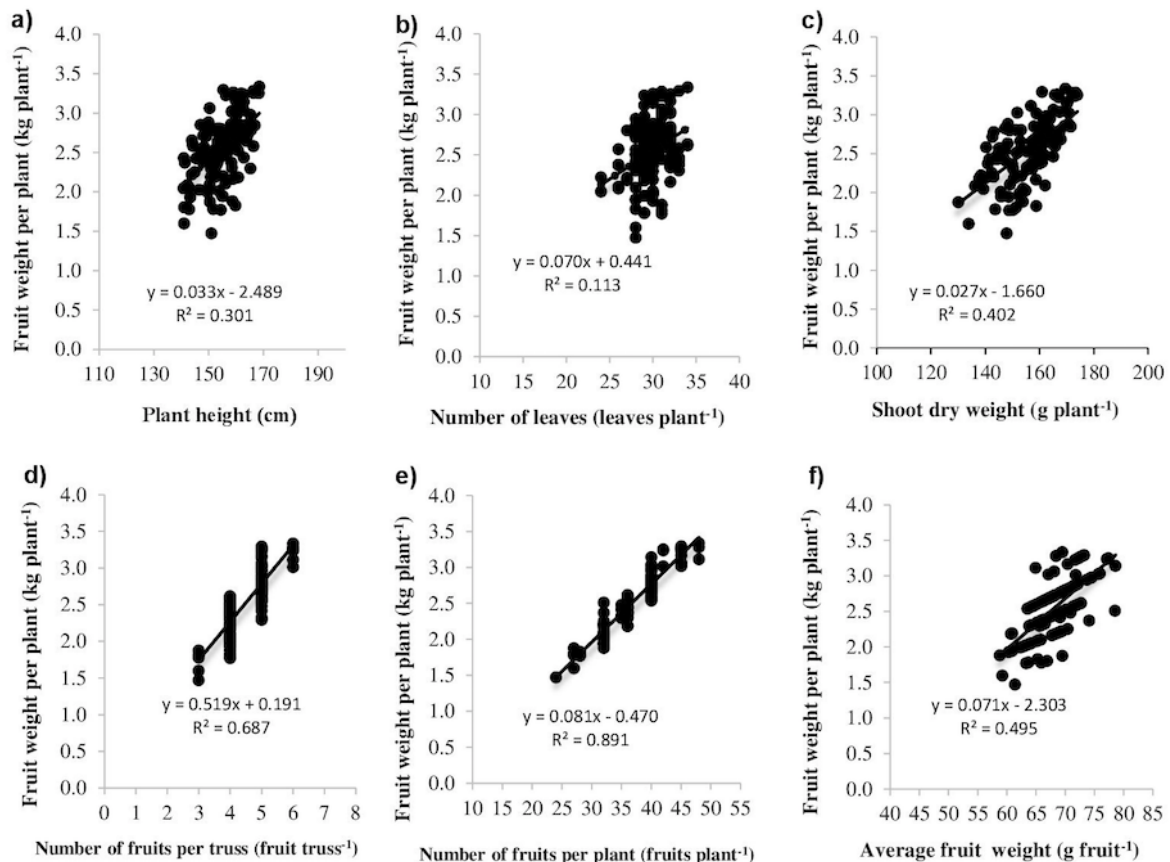 a)
Fruit weight per plant (kg plant⁻¹)
4.0
3.5
3.0
2.5
2.0
1.5
1.0
0.5
0.0
y = 0.033x - 2.489
R² = 0.301
110 130 150 170 190
Plant height (cm)
b)
Fruit weight per plant (kg plant⁻¹)
4.0
3.5
3.0
2.5
2.0
1.5
1.0
0.5
0.0
y = 0.070x + 0.441
R² = 0.113
10 15 20 25 30 35 40
Number of leaves (leaves plant⁻¹)
c)
Fruit weight per plant (kg plant⁻¹)
4.0
3.5
3.0
2.5
2.0
1.5
1.0
0.5
0.0
y = 0.027x - 1.660
R² = 0.402
100 120 140 160 180 200
Shoot dry weight (g plant⁻¹)
d)
Fruit weight per plant (kg plant⁻¹)
4.0
3.5
3.0
2.5
2.0
1.5
1.0
0.5
0.0
y = 0.519x + 0.191
R² = 0.687
0 1 2 3 4 5 6 7 8
Number of fruits per truss (fruit truss⁻¹)
e)
Fruit weight per plant (kg plant⁻¹)
4.0
3.5
3.0
2.5
2.0
1.5
1.0
0.5
0.0
y = 0.081x - 0.470
R² = 0.891
10 15 20 25 30 35 40 45 50 55
Number of fruits per plant (fruits plant⁻¹)
f)
Fruit weight per plant (kg plant⁻¹)
4.0
3.5
3.0
2.5
2.0
1.5
1.0
0.5
0.0
y = 0.071x - 2.303
R² = 0.495
40 45 50 55 60 65 70 75 80 85
Average fruit weight (g fruit⁻¹)